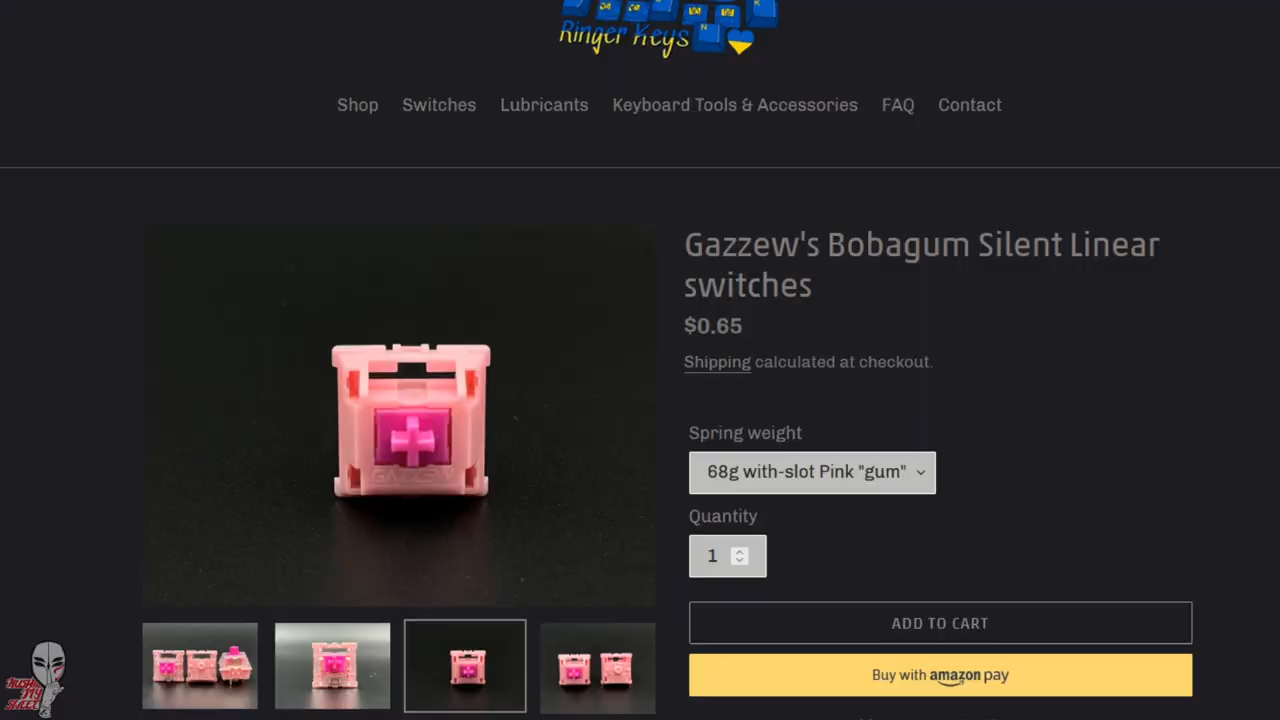 Ringer Keys
Shop Switches Lubricants Keyboard Tools & Accessories FAQ Contact
Gazzew's Bobagum Silent Linear
switches
$0.65
Shipping calculated at checkout.
Spring weight
68g with-slot Pink "gum"
Quantity
1
ADD TO CART
Buy with amazon pay
GAZZEW